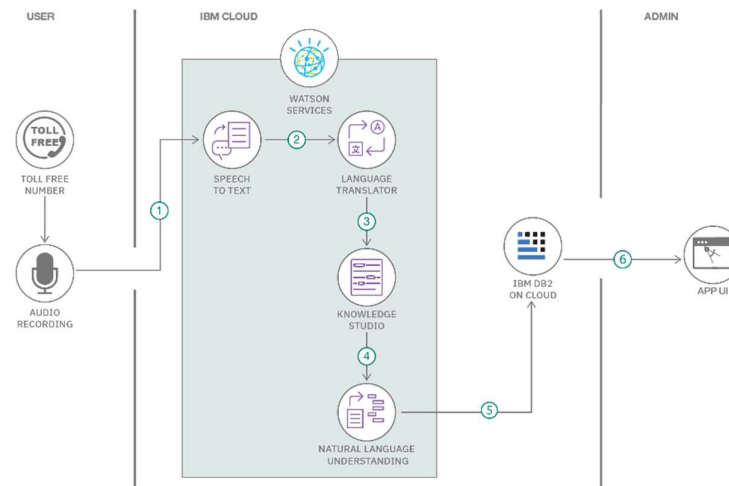 USER
IBM CLOUD
ADMIN
WATSON
SERVICES
TOLL
FREE
TOLL FREE
NUMBER
1
SPEECH
TO TEXT
2
A
文
LANGUAGE
TRANSLATOR
3
AUDIO
RECORDING
KNOWLEDGE
STUDIO
4
NATURAL LANGUAGE
UNDERSTANDING
5
IBM DB2
ON CLOUD
6
APP UI